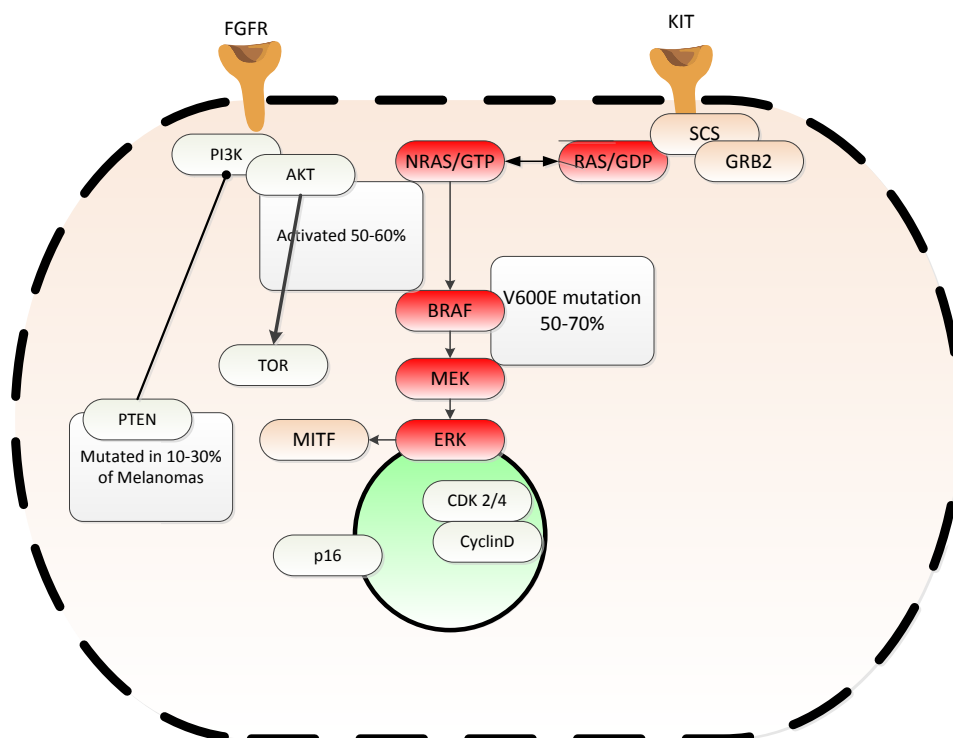 FGFR
KIT
PI3K
AKT
NRAS/GTP
RAS/GDP
SCS
GRB2
Activated 50-60%
BRAF
V600E mutation
50-70%
TOR
MEK
PTEN
Mutated in 10-30%
of Melanomas
MITF
ERK
CDK 2/4
CyclinD
p16